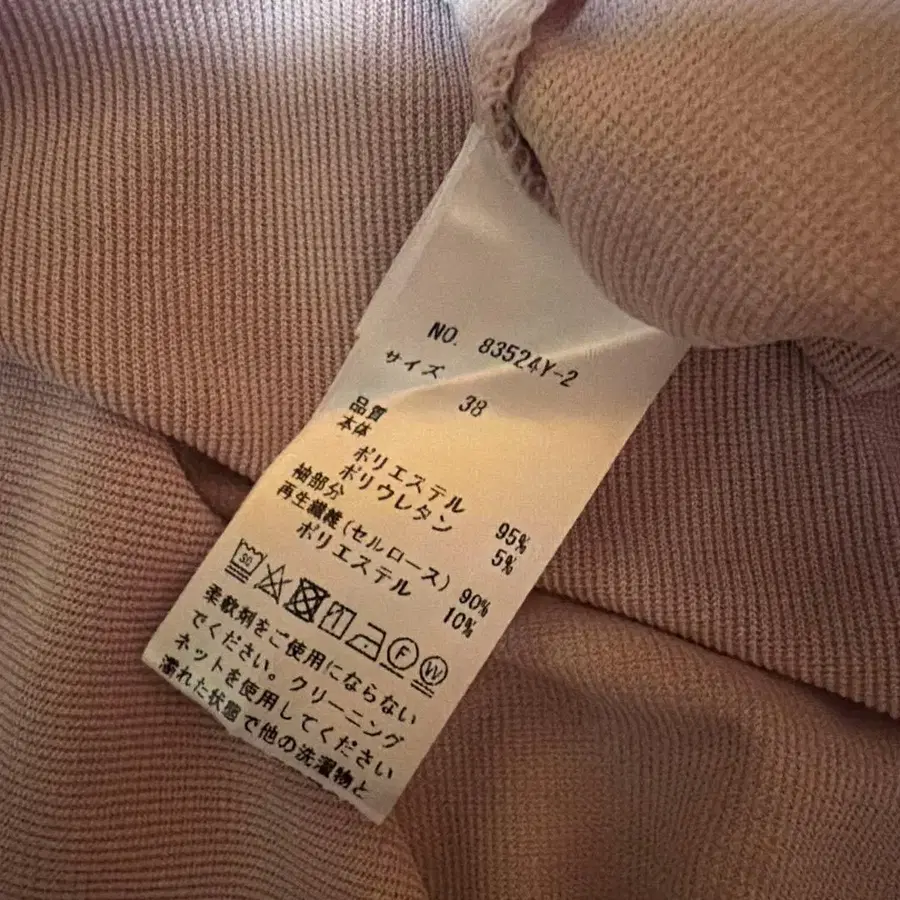 NO. 83524Y-2
サイズ 38
品質
本体
ポリエステル 95%
ポリウレタン 5%
袖部分
再生繊維(セルロース) 90%
ポリエステル 10%
30 F W
柔軟剤をご使用にならない
でください。クリーニング
ネットを使用してください
濡れた状態で他の洗濯物と